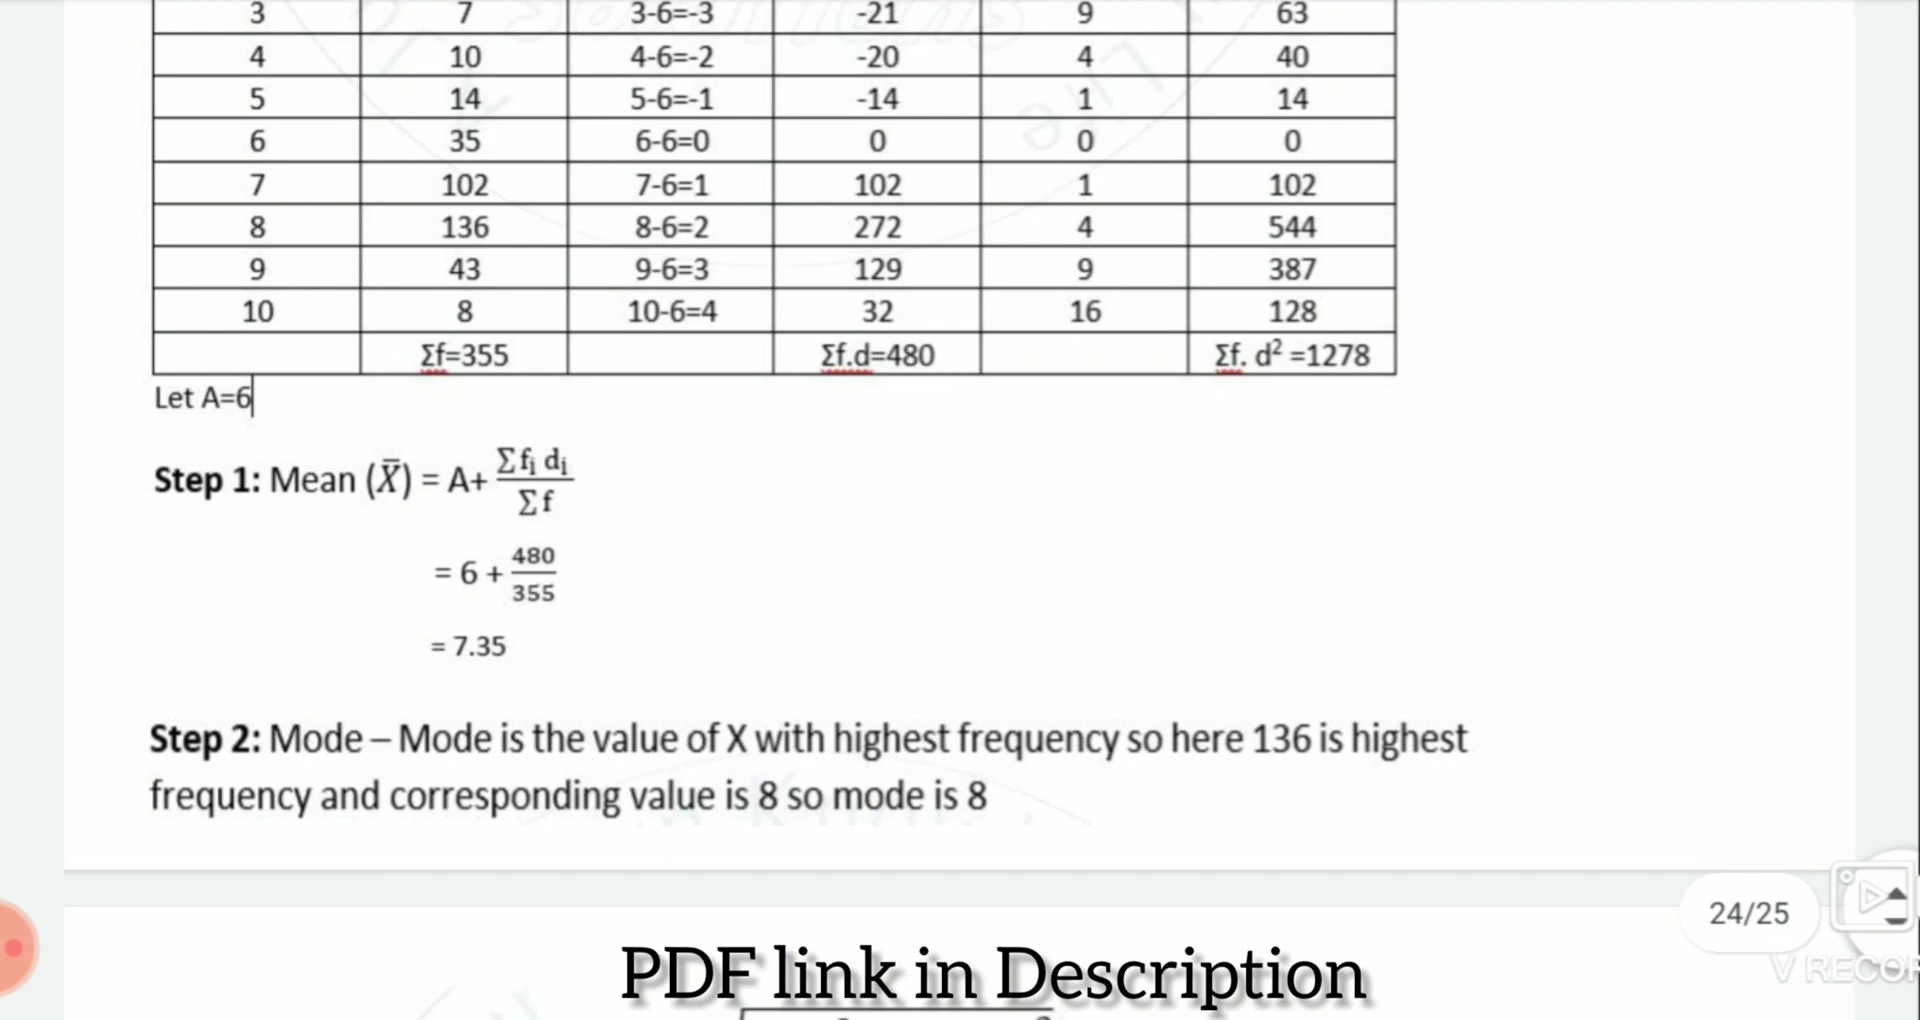 3 7 3-6=-3 -21 9 63
4 10 4-6=-2 -20 4 40
5 14 5-6=-1 -14 1 14
6 35 6-6=0 0 0 0
7 102 7-6=1 102 1 102
8 136 8-6=2 272 4 544
9 43 9-6=3 129 9 387
10 8 10-6=4 32 16 128
Σf=355 Σf.d=480 Σf. d² =1278
Let A=6
Step 1: Mean (X̅) = A+ Σfᵢ dᵢ / Σf
= 6 + 480 / 355
= 7.35
Step 2: Mode – Mode is the value of X with highest frequency so here 136 is highest
frequency and corresponding value is 8 so mode is 8
24/25
V RECOR
PDF link in Description